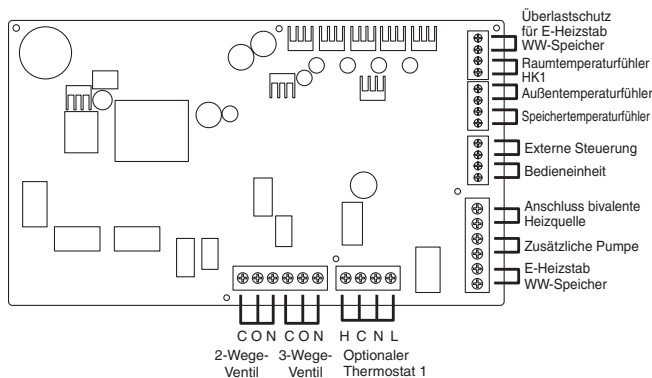 Überlastschutz
für E-Heizstab
WW-Speicher
Raumtemperaturfühler
HK1
Außentemperaturfühler
Speichertemperaturfühler
Externe Steuerung
Bedieneinheit
Anschluss bivalente
Heizquelle
Zusätzliche Pumpe
E-Heizstab
WW-Speicher
C O N C O N H C N L
2-Wege-
Ventil
3-Wege-
Ventil
Optionaler
Thermostat 1